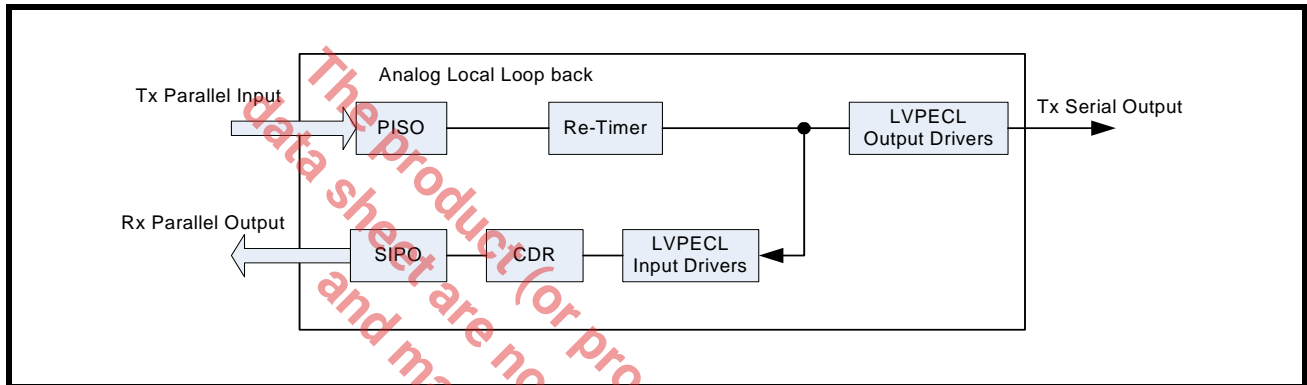 Analog Local Loop back
Tx Parallel Input
PISO
Re-Timer
LVPECL
Output Drivers
Tx Serial Output
Rx Parallel Output
SIPO
CDR
LVPECL
Input Drivers
The product (or pro
data sheet are no
and ma